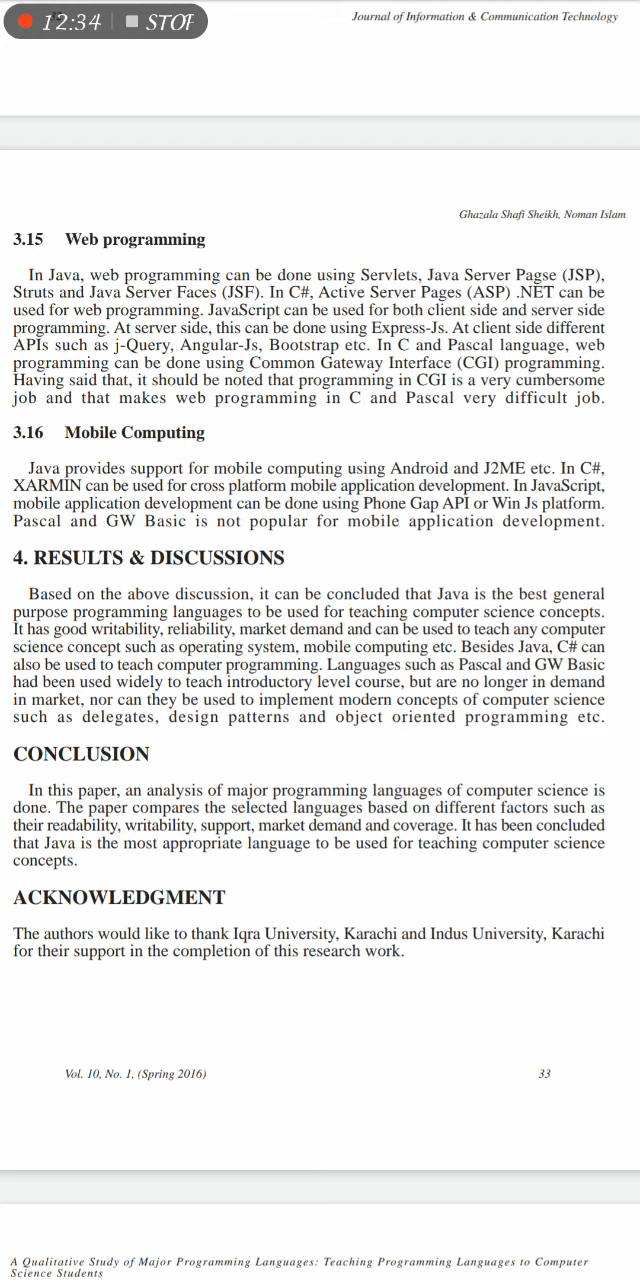 12:34 STOP
Journal of Information & Communication Technology
Ghazala Shafi Sheikh, Noman Islam
3.15 Web programming
In Java, web programming can be done using Servlets, Java Server Pagse (JSP),
Struts and Java Server Faces (JSF). In C#, Active Server Pages (ASP) .NET can be
used for web programming. JavaScript can be used for both client side and server side
programming. At server side, this can be done using Express-Js. At client side different
APIs such as j-Query, Angular-Js, Bootstrap etc. In C and Pascal language, web
programming can be done using Common Gateway Interface (CGI) programming.
Having said that, it should be noted that programming in CGI is a very cumbersome
job and that makes web programming in C and Pascal very difficult job.
3.16 Mobile Computing
Java provides support for mobile computing using Android and J2ME etc. In C#,
XARMIN can be used for cross platform mobile application development. In JavaScript,
mobile application development can be done using Phone Gap API or Win Js platform.
Pascal and GW Basic is not popular for mobile application development.
4. RESULTS & DISCUSSIONS
Based on the above discussion, it can be concluded that Java is the best general
purpose programming languages to be used for teaching computer science concepts.
It has good writability, reliability, market demand and can be used to teach any computer
science concept such as operating system, mobile computing etc. Besides Java, C# can
also be used to teach computer programming. Languages such as Pascal and GW Basic
had been used widely to teach introductory level course, but are no longer in demand
in market, nor can they be used to implement modern concepts of computer science
such as delegates, design patterns and object oriented programming etc.
CONCLUSION
In this paper, an analysis of major programming languages of computer science is
done. The paper compares the selected languages based on different factors such as
their readability, writability, support, market demand and coverage. It has been concluded
that Java is the most appropriate language to be used for teaching computer science
concepts.
ACKNOWLEDGMENT
The authors would like to thank Iqra University, Karachi and Indus University, Karachi
for their support in the completion of this research work.
Vol. 10, No. 1, (Spring 2016) 33
A Qualitative Study of Major Programming Languages: Teaching Programming Languages to Computer
Science Students